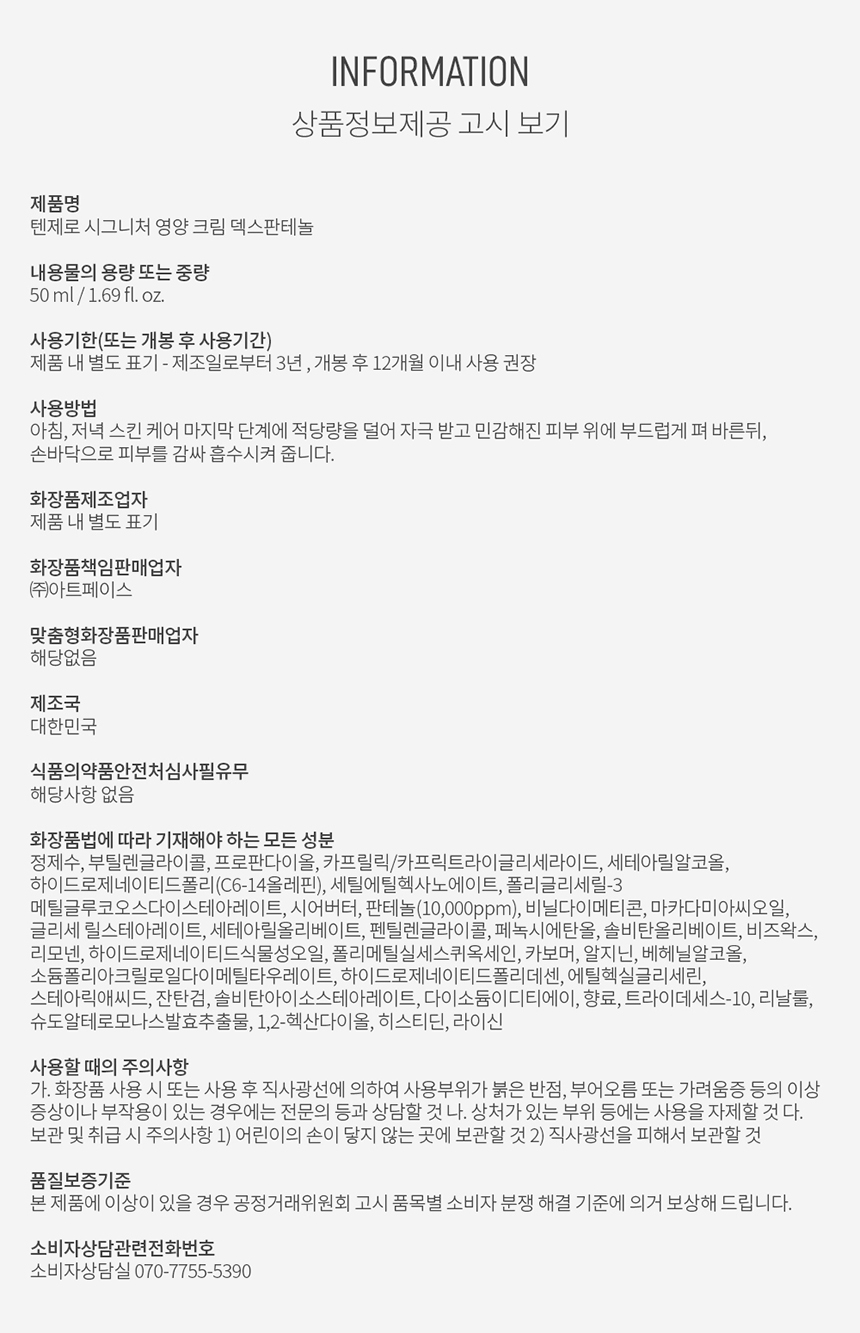 INFORMATION
상품정보제공 고시 보기
제품명
텐제로 시그니처 영양 크림 덱스판테놀
내용물의 용량 또는 중량
50 ml / 1.69 fl. oz.
사용기한(또는 개봉 후 사용기간)
제품 내 별도 표기 - 제조일로부터 3년 , 개봉 후 12개월 이내 사용 권장
사용방법
아침, 저녁 스킨 케어 마지막 단계에 적당량을 덜어 자극 받고 민감해진 피부 위에 부드럽게 펴 바른뒤,
손바닥으로 피부를 감싸 흡수시켜 줍니다.
화장품제조업자
제품 내 별도 표기
화장품책임판매업자
㈜아트페이스
맞춤형화장품판매업자
해당없음
제조국
대한민국
식품의약품안전처심사필유무
해당사항 없음
화장품법에 따라 기재해야 하는 모든 성분
정제수, 부틸렌글라이콜, 프로판다이올, 카프릴릭/카프릭트라이글리세라이드, 세테아릴알코올,
하이드로제네이티드폴리(C6-14올레핀), 세틸에틸헥사노에이트, 폴리글리세릴-3
메틸글루코오스다이스테아레이트, 시어버터, 판테놀(10,000ppm), 비닐다이메티콘, 마카다미아씨오일,
글리세 릴스테아레이트, 세테아릴올리베이트, 펜틸렌글라이콜, 페녹시에탄올, 솔비탄올리베이트, 비즈왁스,
리모넨, 하이드로제네이티드식물성오일, 폴리메틸실세스퀴옥세인, 카보머, 알지닌, 베헤닐알코올,
소듐폴리아크릴로일다이메틸타우레이트, 하이드로제네이티드폴리데센, 에틸헥실글리세린,
스테아릭애씨드, 잔탄검, 솔비탄아이소스테아레이트, 다이소듐이디티에이, 향료, 트라이데세스-10, 리날룰,
슈도알테로모나스발효추출물, 1,2-헥산다이올, 히스티딘, 라이신
사용할 때의 주의사항
가. 화장품 사용 시 또는 사용 후 직사광선에 의하여 사용부위가 붉은 반점, 부어오름 또는 가려움증 등의 이상
증상이나 부작용이 있는 경우에는 전문의 등과 상담할 것 나. 상처가 있는 부위 등에는 사용을 자제할 것 다.
보관 및 취급 시 주의사항 1) 어린이의 손이 닿지 않는 곳에 보관할 것 2) 직사광선을 피해서 보관할 것
품질보증기준
본 제품에 이상이 있을 경우 공정거래위원회 고시 품목별 소비자 분쟁 해결 기준에 의거 보상해 드립니다.
소비자상담관련전화번호
소비자상담실 070-7755-5390